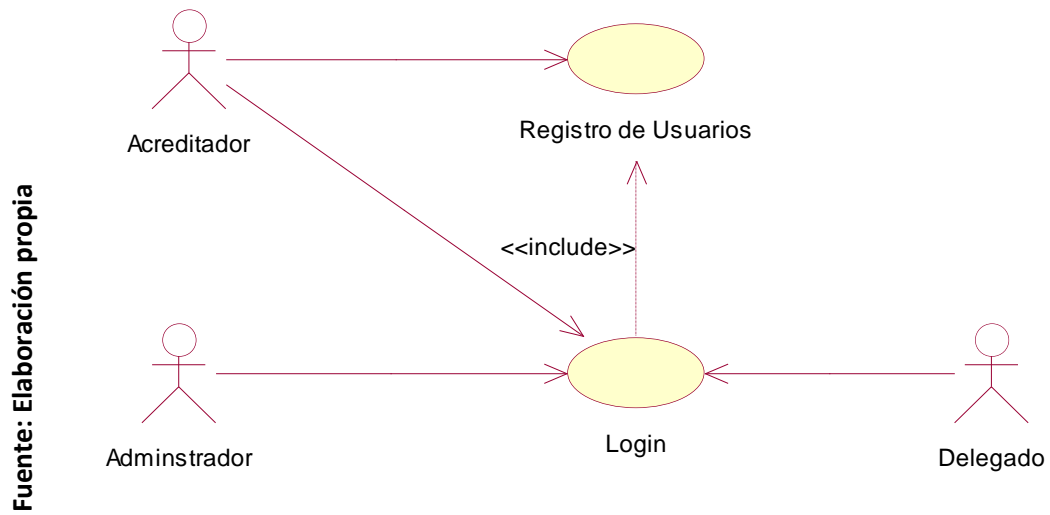 Acreditador
Registro de Usuarios
<<include>>
Adminstrador
Login
Delegado
Fuente: Elaboración propia